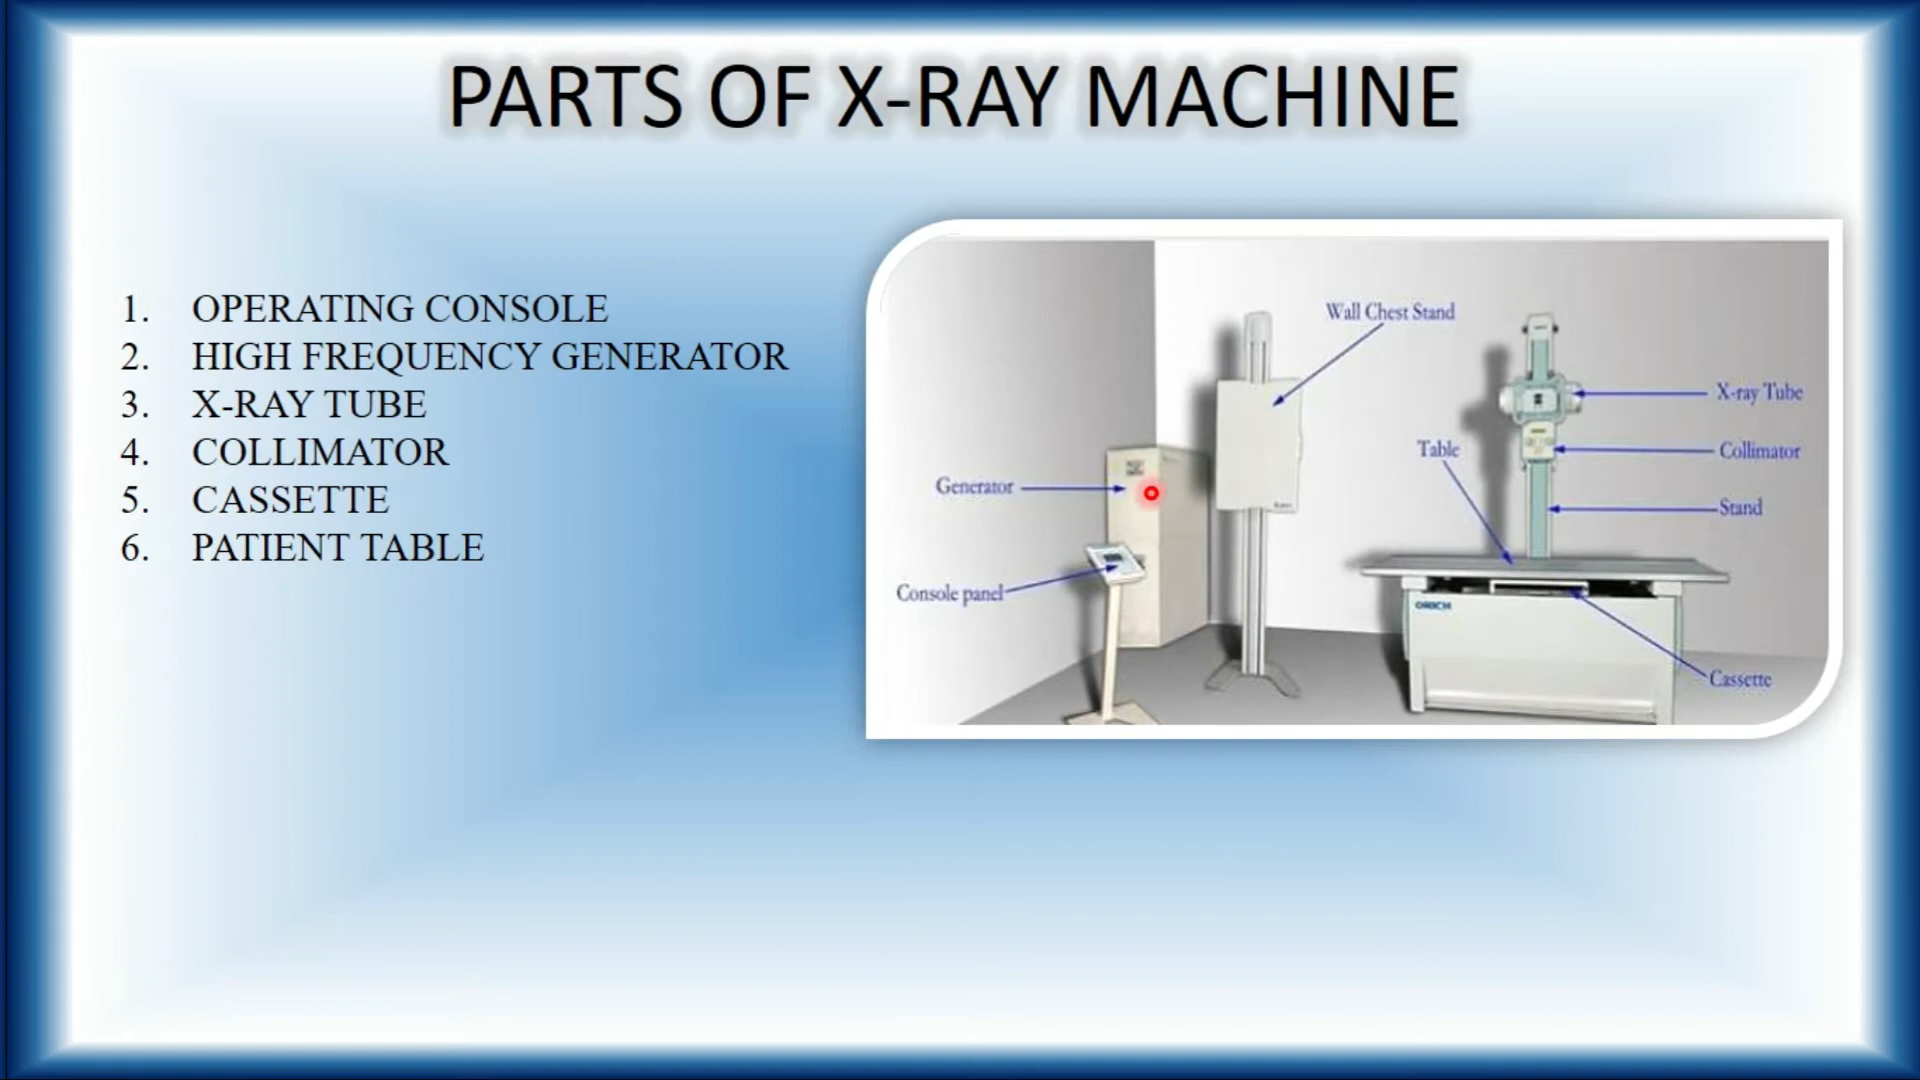 PARTS OF X-RAY MACHINE
1. OPERATING CONSOLE
2. HIGH FREQUENCY GENERATOR
3. X-RAY TUBE
4. COLLIMATOR
5. CASSETTE
6. PATIENT TABLE
Wall Chest Stand
X-ray Tube
Table
Collimator
Generator
Stand
Console panel
ORICH
Cassette